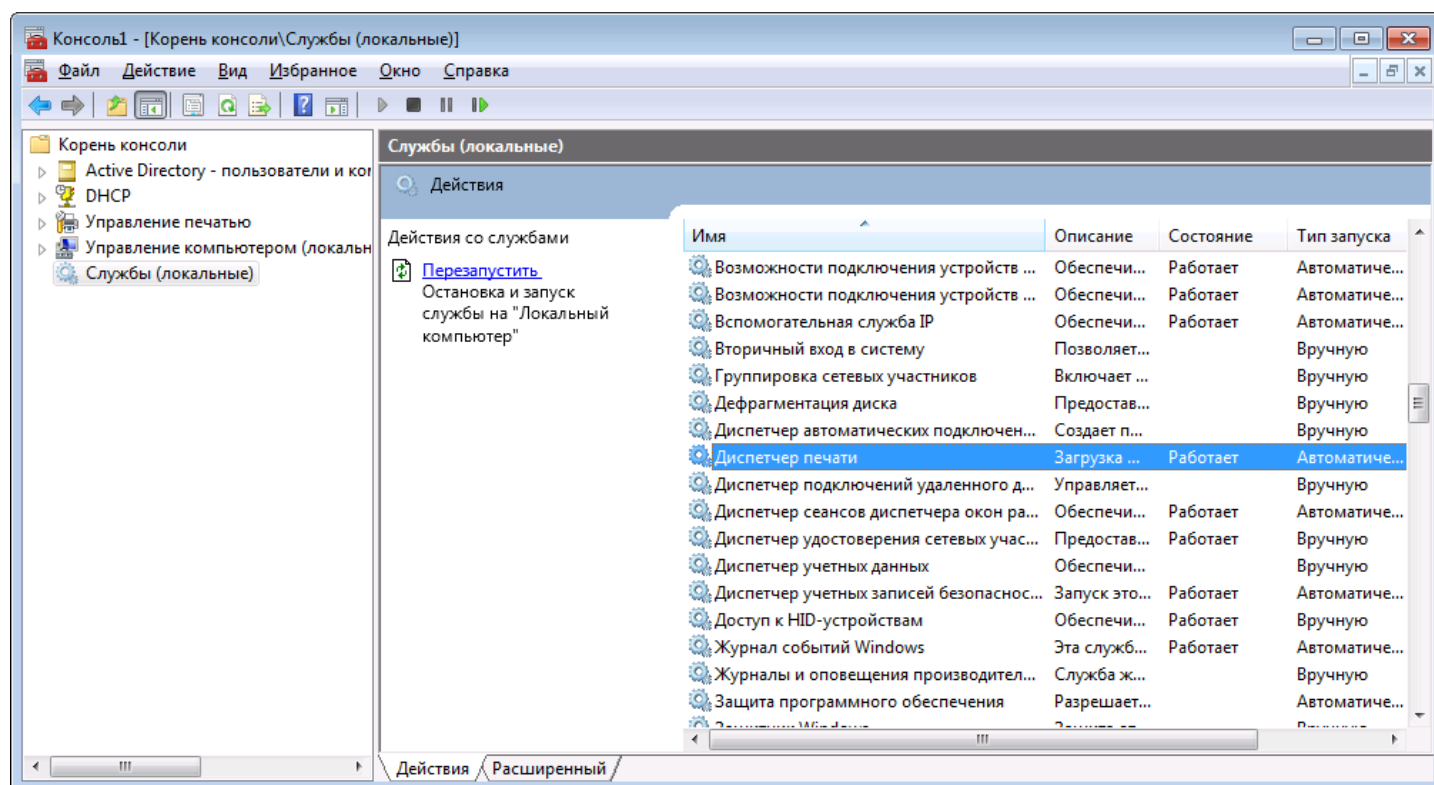 Консоль1 - [Корень консоли\Службы (локальные)]
Файл Действие Вид Избранное Окно Справка
Корень консоли
Active Directory - пользователи и ко
DHCP
Управление печатью
Управление компьютером (локальн
Службы (локальные)
Службы (локальные)
Действия
Действия со службами
Перезапустить
Остановка и запуск
службы на "Локальный
компьютер"
Имя Описание Состояние Тип запуска
Возможности подключения устройств ... Обеспечи... Работает Автоматиче...
Возможности подключения устройств ... Обеспечи... Работает Автоматиче...
Вспомогательная служба IP Обеспечи... Работает Автоматиче...
Вторичный вход в систему Позволяет... Вручную
Группировка сетевых участников Включает ... Вручную
Дефрагментация диска Предостав... Вручную
Диспетчер автоматических подключен... Создает п... Вручную
Диспетчер печати Загрузка ... Работает Автоматиче...
Диспетчер подключений удаленного д... Управляет... Вручную
Диспетчер сеансов диспетчера окон ра... Обеспечи... Работает Автоматиче...
Диспетчер удостоверения сетевых учас... Предостав... Работает Вручную
Диспетчер учетных данных Обеспечи... Вручную
Диспетчер учетных записей безопаснос... Запуск это... Работает Автоматиче...
Доступ к HID-устройствам Обеспечи... Работает Вручную
Журнал событий Windows Эта служб... Работает Автоматиче...
Журналы и оповещения производител... Служба ж... Вручную
Защита программного обеспечения Разрешает... Автоматиче...
Действия Расширенный